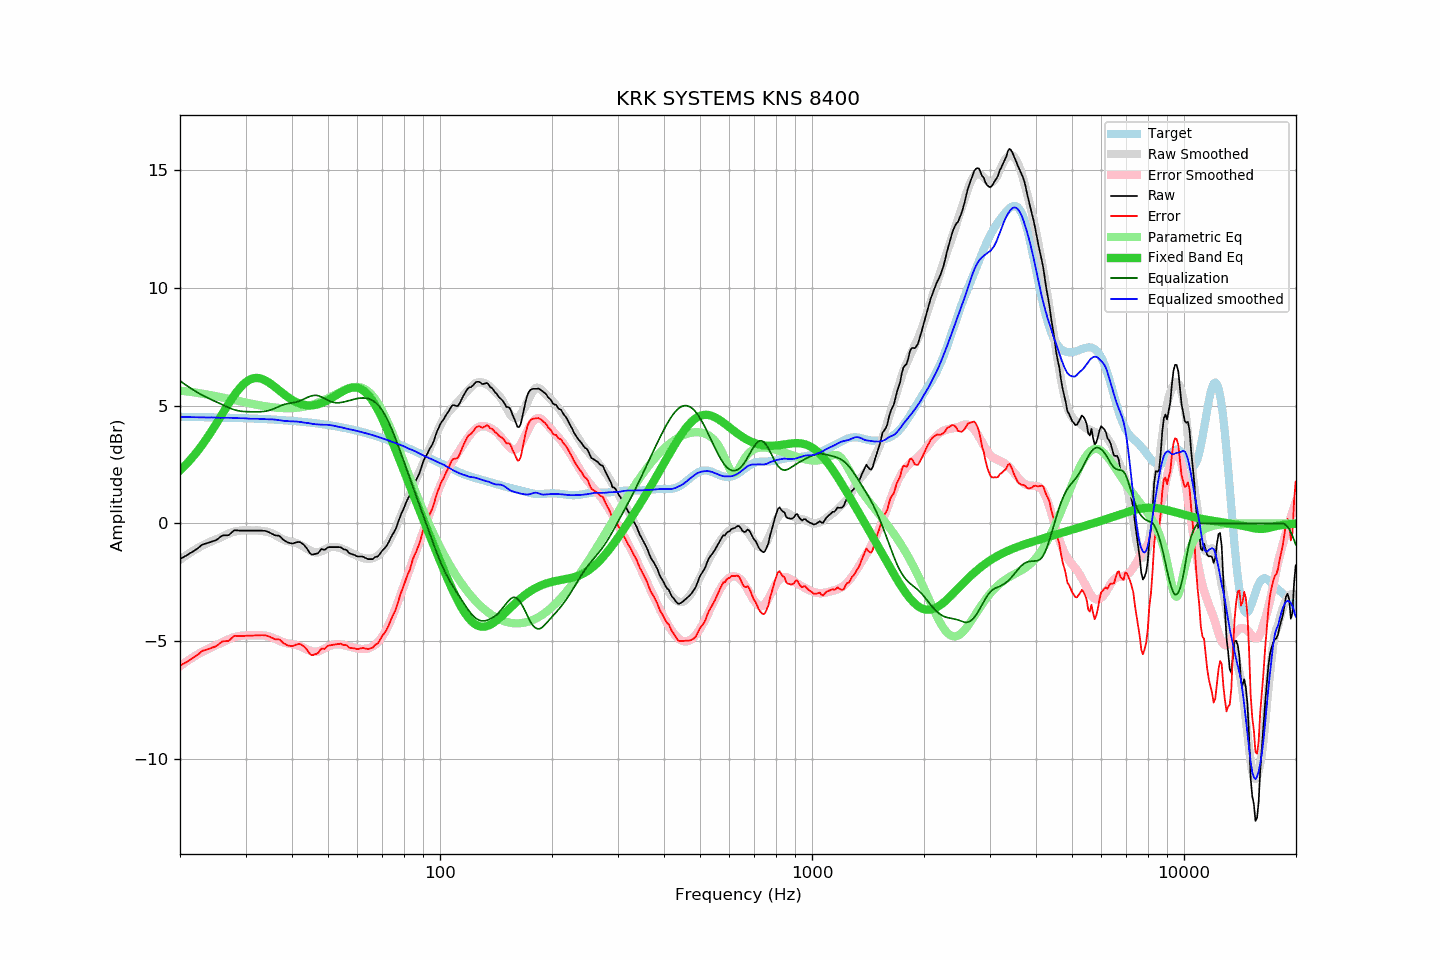 KRK SYSTEMS KNS 8400
Target
Raw Smoothed
Error Smoothed
Raw
Error
Parametric Eq
Fixed Band Eq
Equalization
Equalized smoothed
Amplitude (dBr)
15
10
5
0
−5
−10
100
1000
10000
Frequency (Hz)